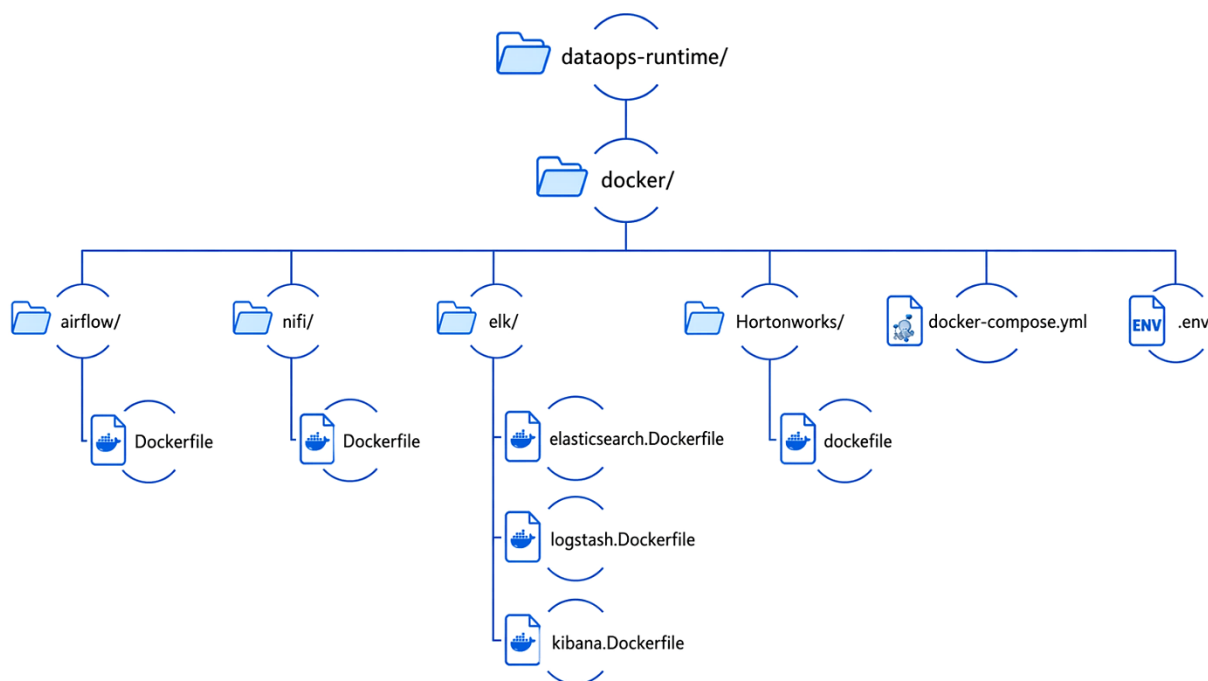 dataops-runtime/
docker/
airflow/
nifi/
elk/
Hortonworks/
docker-compose.yml
ENV
.env
Dockerfile
Dockerfile
elasticsearch.Dockerfile
dockefile
logstash.Dockerfile
kibana.Dockerfile